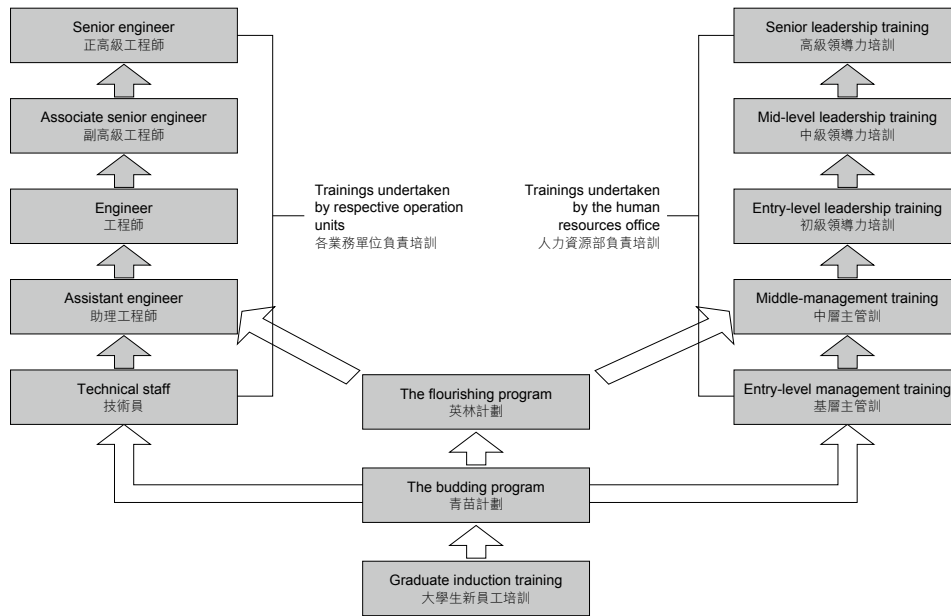 Senior engineer
正高級工程師
Associate senior engineer
副高級工程師
Engineer
工程師
Assistant engineer
助理工程師
Technical staff
技術員
Trainings undertaken
by respective operation
units
各業務單位負責培訓
Trainings undertaken
by the human
resources office
人力資源部負責培訓
Senior leadership training
高級領導力培訓
Mid-level leadership training
中級領導力培訓
Entry-level leadership training
初級領導力培訓
Middle-management training
中層主管訓
Entry-level management training
基層主管訓
The flourishing program
英林計劃
The budding program
青苗計劃
Graduate induction training
大學生新員工培訓